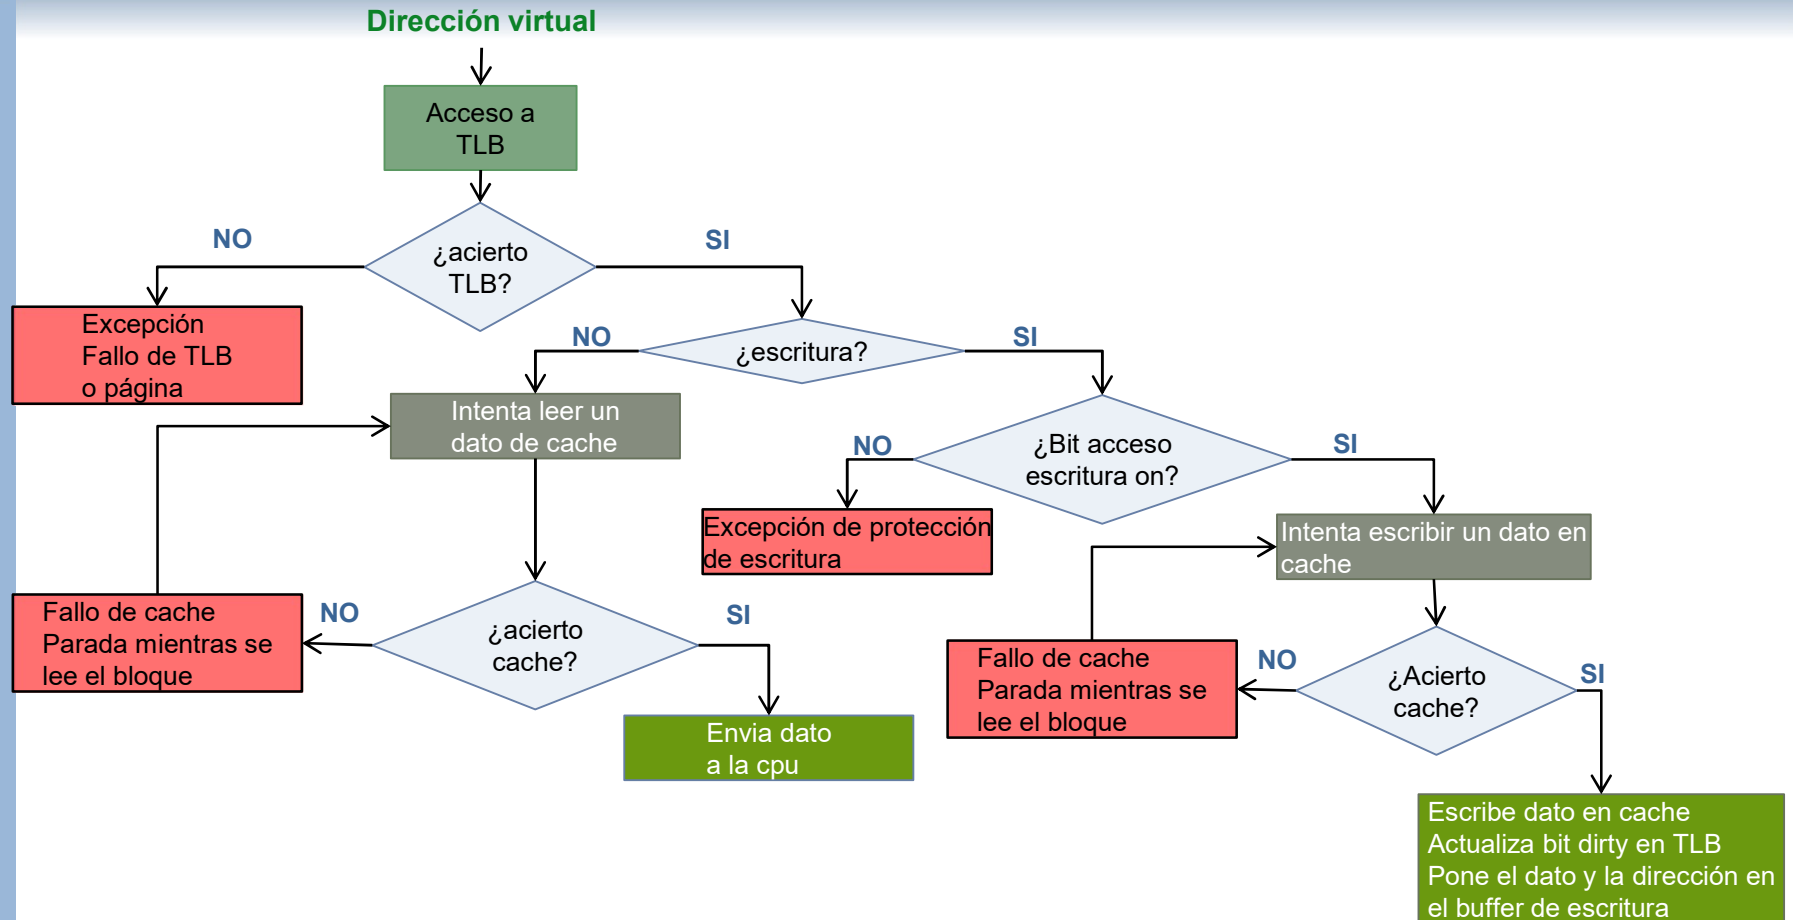 Dirección virtual
Acceso a
TLB
NO
SI
¿acierto
TLB?
Excepción
Fallo de TLB
o página
NO
SI
¿escritura?
Intenta leer un
dato de cache
NO
SI
¿Bit acceso
escritura on?
Excepción de protección
de escritura
Intenta escribir un dato en
cache
Fallo de cache
Parada mientras se
lee el bloque
NO
SI
¿acierto
cache?
Envia dato
a la cpu
Fallo de cache
Parada mientras se
lee el bloque
NO
SI
¿Acierto
cache?
Escribe dato en cache
Actualiza bit dirty en TLB
Pone el dato y la dirección en
el buffer de escritura